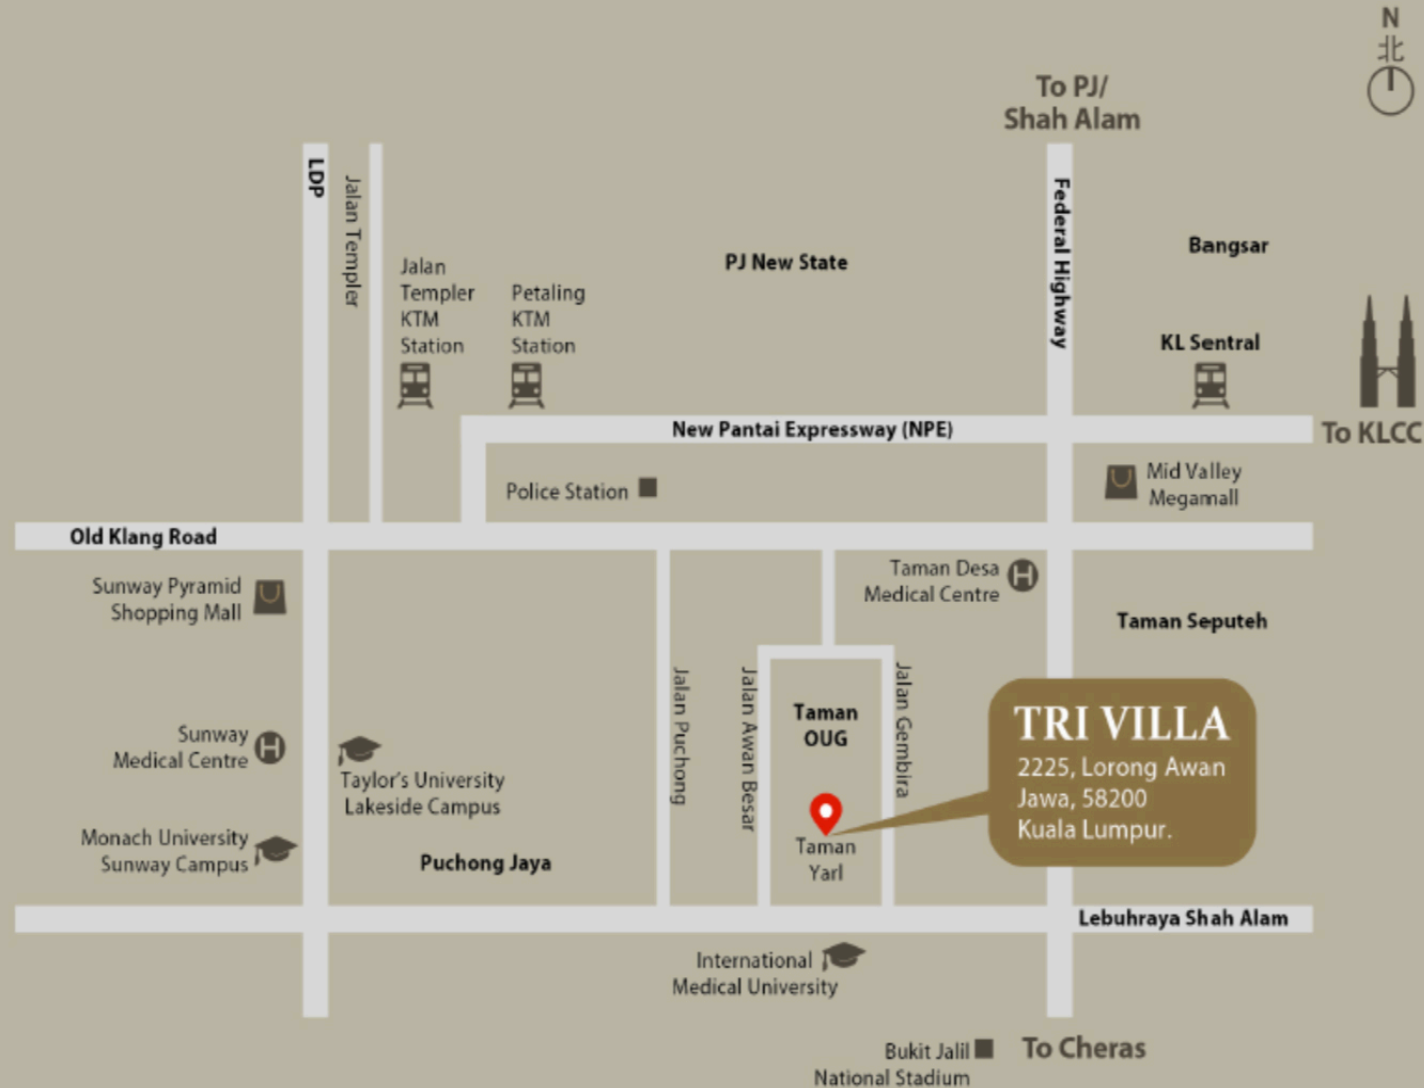 N
北
To PJ/
Shah Alam
LDP
Jalan Templer
Federal Highway
Bangsar
PJ New State
Jalan
Templer
KTM
Station
Petaling
KTM
Station
KL Sentral
New Pantai Expressway (NPE)
To KLCC
Police Station
Mid Valley
Megamall
Old Klang Road
Sunway Pyramid
Shopping Mall
Taman Desa
Medical Centre
H
Taman Seputeh
Jalan Puchong
Jalan Awan Besar
Jalan Gembira
Taman
OUG
TRI VILLA
2225, Lorong Awan
Jawa, 58200
Kuala Lumpur.
Sunway
Medical Centre
H
Taylor's University
Lakeside Campus
Monach University
Sunway Campus
Puchong Jaya
Taman
Yarl
Lebuhraya Shah Alam
International
Medical University
Bukit Jalil
National Stadium
To Cheras